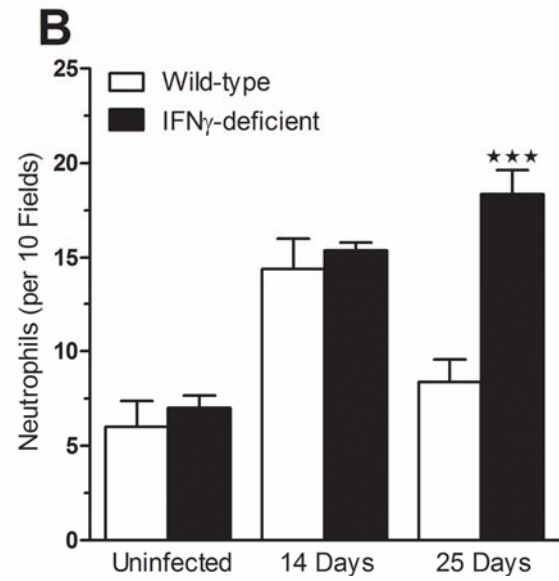 B
25
Wild-type
IFNγ-deficient
20
★★★
15
10
5
0
Neutrophils (per 10 Fields)
Uninfected 14 Days 25 Days